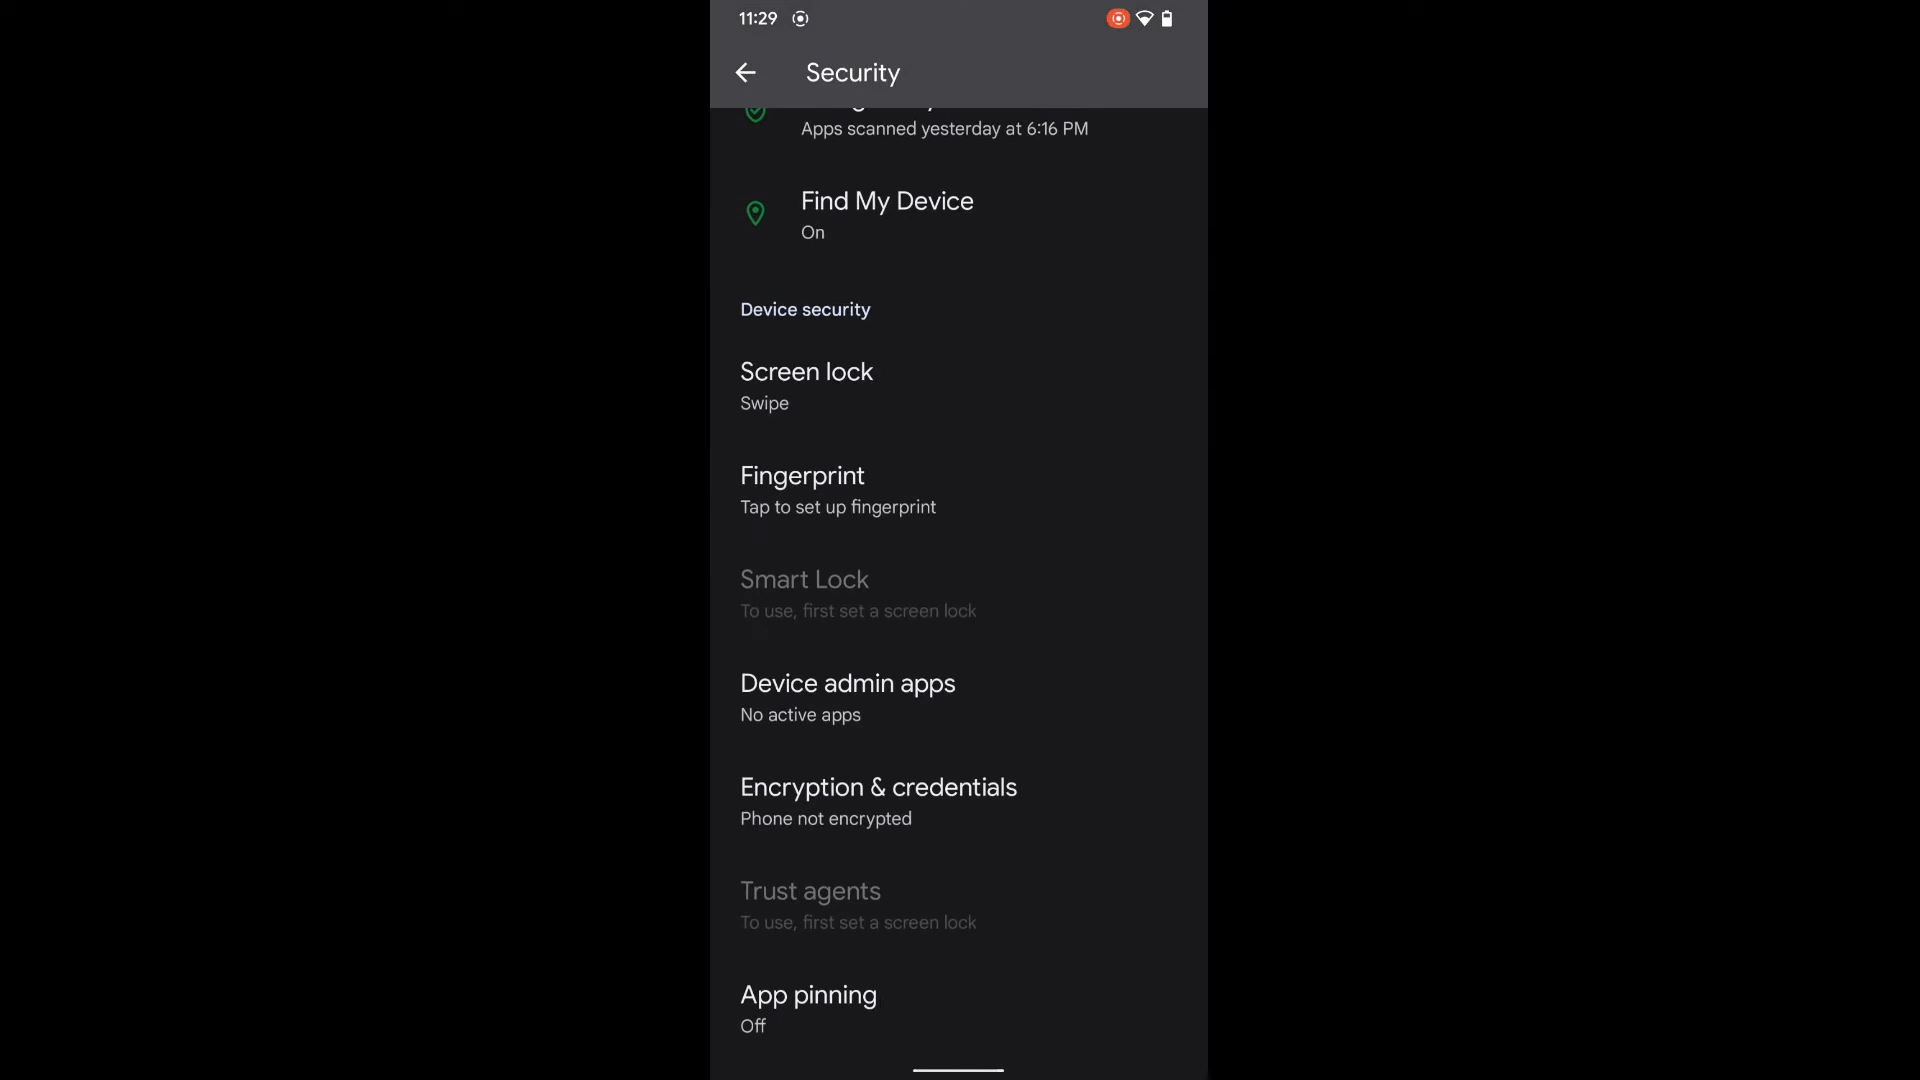 11:29
Security
Apps scanned yesterday at 6:16 PM
Find My Device
On
Device security
Screen lock
Swipe
Fingerprint
Tap to set up fingerprint
Smart Lock
To use, first set a screen lock
Device admin apps
No active apps
Encryption & credentials
Phone not encrypted
Trust agents
To use, first set a screen lock
App pinning
Off